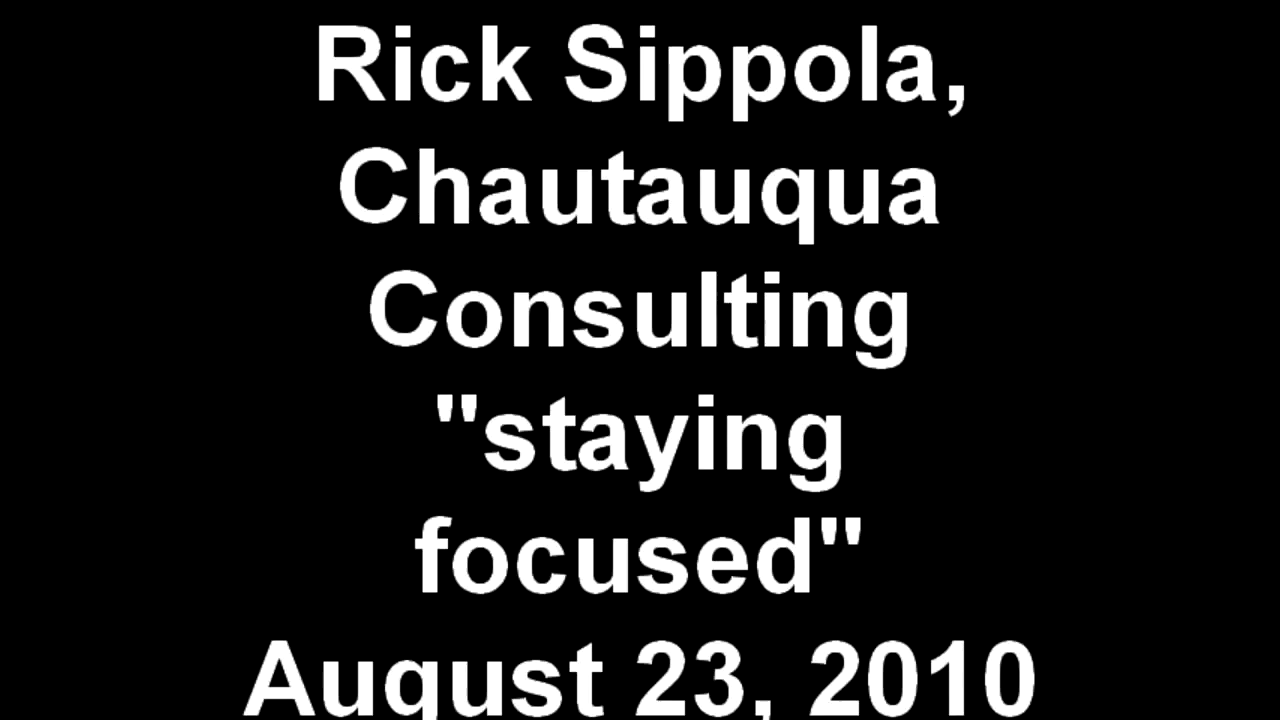 Rick Sippola,
Chautauqua
Consulting
"staying
focused"
August 23, 2010